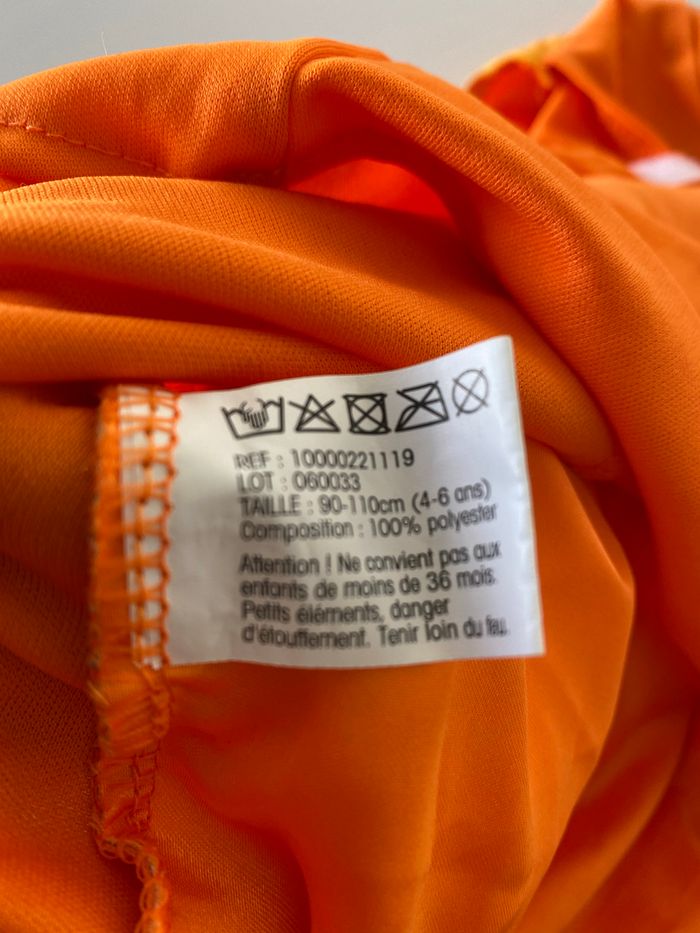 REF : 10000221119
LOT : 060033
TAILLE : 90-110cm (4-6 ans)
Composition : 100% polyester
Attention ! Ne convient pas aux
enfants de moins de 36 mois.
Petits éléments, danger
d'étouffement. Tenir loin du feu.